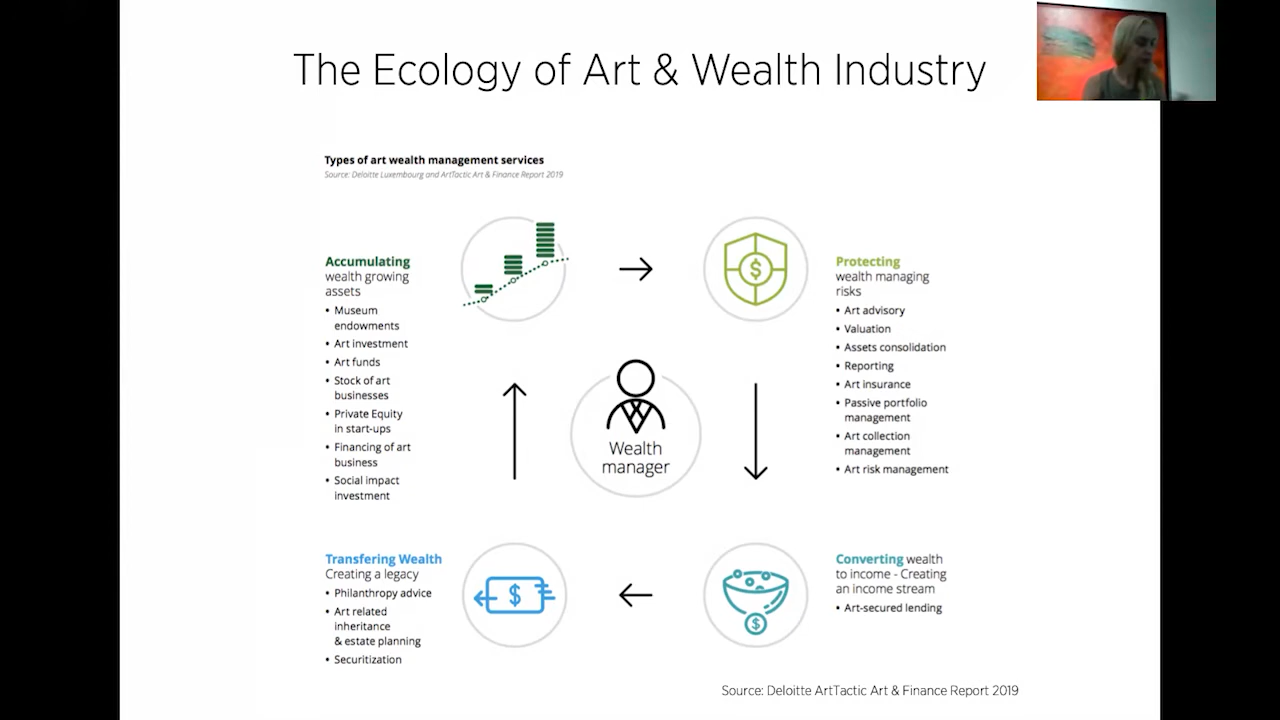 The Ecology of Art & Wealth Industry
Types of art wealth management services
Source: Deloitte Luxembourg and ArtTactic Art & Finance Report 2019
Accumulating
wealth growing
assets
• Museum
endowments
• Art investment
• Art funds
• Stock of art
businesses
• Private Equity
in start-ups
• Financing of art
business
• Social impact
investment
$
Protecting
wealth managing
risks
• Art advisory
• Valuation
• Assets consolidation
• Reporting
• Art insurance
• Passive portfolio
management
• Art collection
management
• Art risk management
Wealth
manager
Transfering Wealth
Creating a legacy
• Philanthropy advice
• Art related
inheritance
& estate planning
• Securitization
$
$
Converting wealth
to income - Creating
an income stream
• Art-secured lending
Source: Deloitte ArtTactic Art & Finance Report 2019